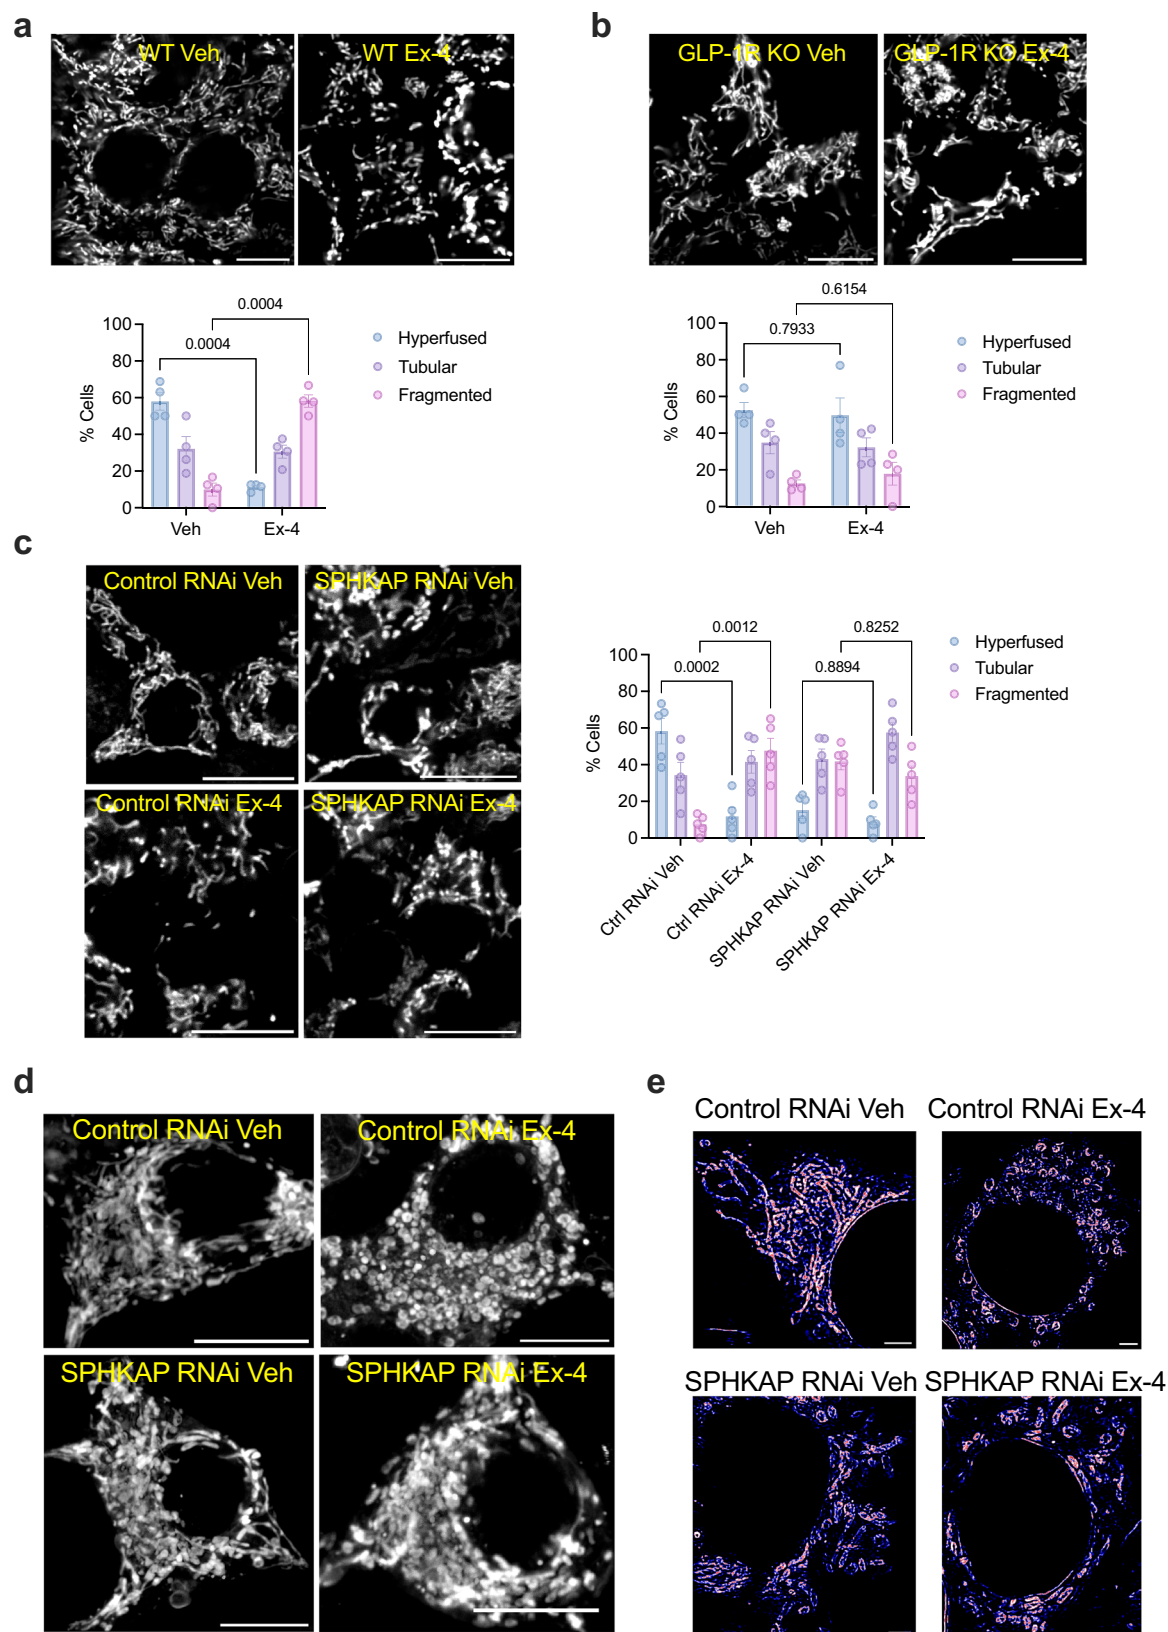 a
WT Veh
WT Ex-4
0.0004
0.0004
100
80
60
40
20
0
% Cells
Veh
Ex-4
Hyperfused
Tubular
Fragmented
b
GLP-1R KO Veh
GLP-1R KO Ex-4
0.6154
0.7933
100
80
60
40
20
0
% Cells
Veh
Ex-4
Hyperfused
Tubular
Fragmented
c
Control RNAi Veh
SPHKAP RNAi Veh
Control RNAi Ex-4
SPHKAP RNAi Ex-4
0.0012
0.8252
0.0002
0.8894
100
80
60
40
20
0
% Cells
Ctrl RNAi Veh
Ctrl RNAi Ex-4
SPHKAP RNAi Veh
SPHKAP RNAi Ex-4
Hyperfused
Tubular
Fragmented
d
Control RNAi Veh
Control RNAi Ex-4
SPHKAP RNAi Veh
SPHKAP RNAi Ex-4
e
Control RNAi Veh
Control RNAi Ex-4
SPHKAP RNAi Veh
SPHKAP RNAi Ex-4